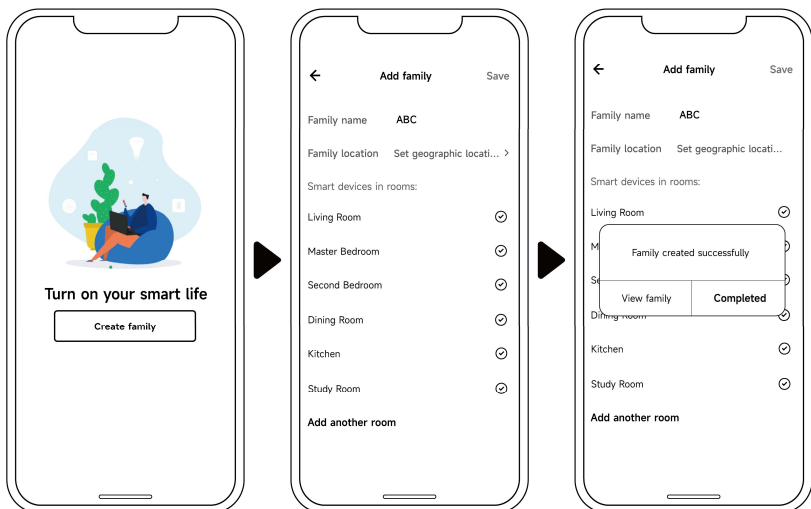 Turn on your smart life
Create family
Add family Save
Family name ABC
Family location Set geographic locati... >
Smart devices in rooms:
Living Room
Master Bedroom
Second Bedroom
Dining Room
Kitchen
Study Room
Add another room
Add family Save
Family name ABC
Family location Set geographic locati...
Smart devices in rooms:
Living Room
M
Family created successfully
Se
View family Completed
Dining Room
Kitchen
Study Room
Add another room